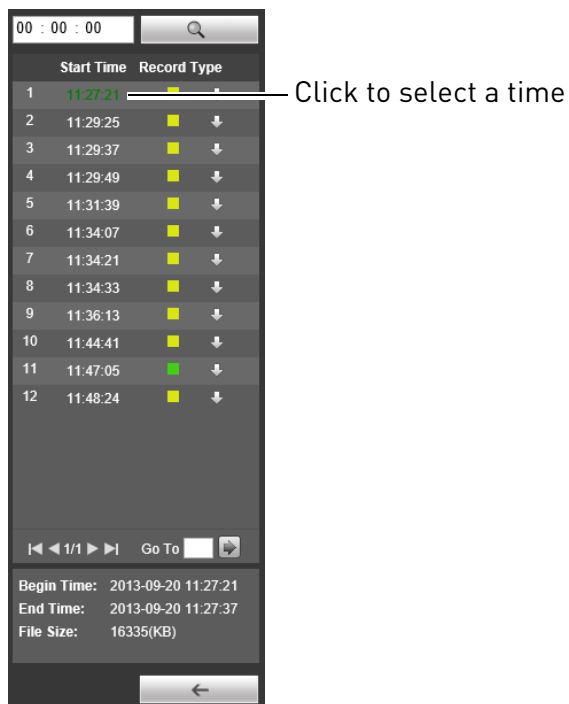 00 : 00 : 00
Start Time Record Type
1 11:27:21
Click to select a time
2 11:29:25
3 11:29:37
4 11:29:49
5 11:31:39
6 11:34:07
7 11:34:21
8 11:34:33
9 11:36:13
10 11:44:41
11 11:47:05
12 11:48:24
1/1 Go To
Begin Time: 2013-09-20 11:27:21
End Time: 2013-09-20 11:27:37
File Size: 16335(KB)